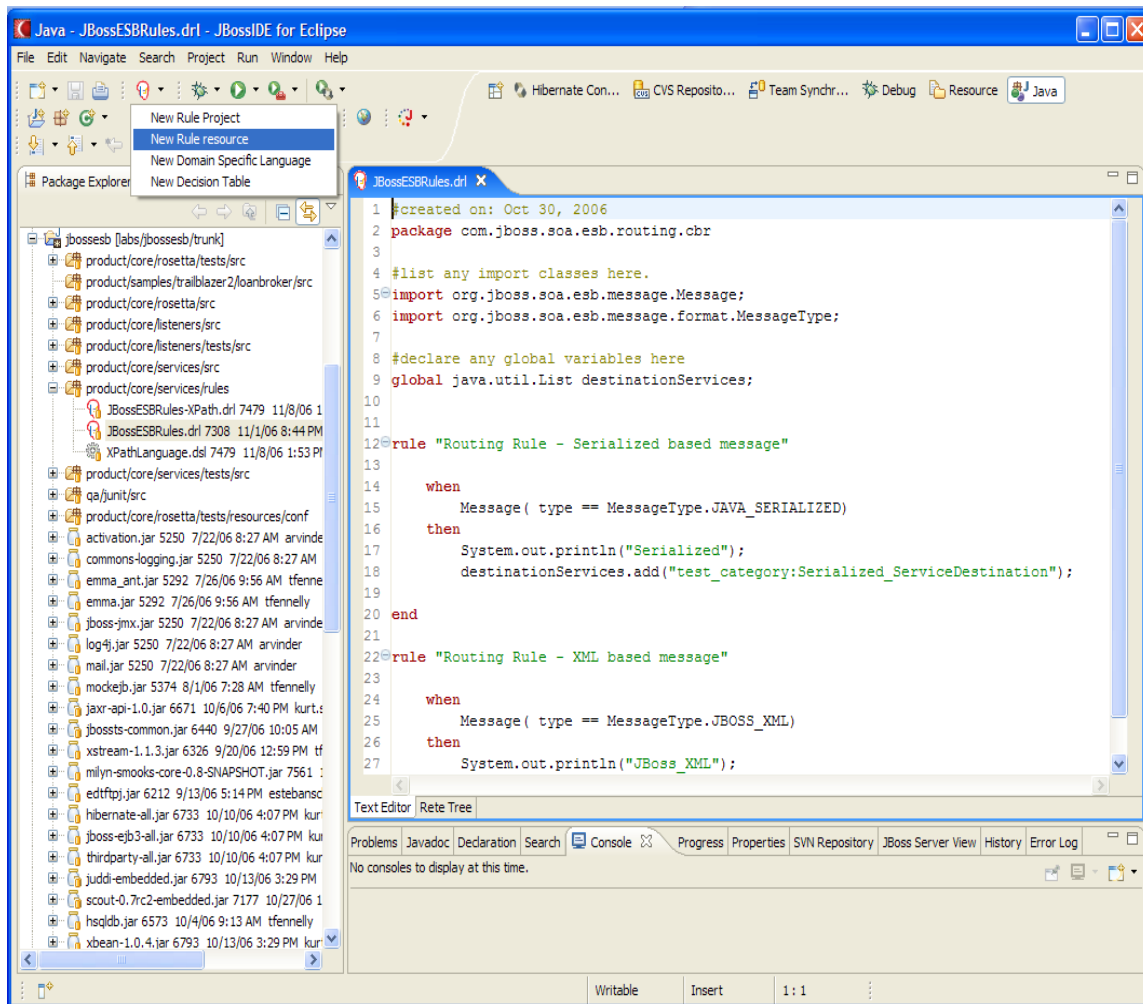 Java - JBossESBRules.drl - JBossIDE for Eclipse
File Edit Navigate Search Project Run Window Help
Hibernate Con... CVS Reposito... Team Synchr... Debug Resource Java
New Rule Project
New Rule resource
New Domain Specific Language
New Decision Table
Package Explorer
jbossesb [labs/jbossesb/trunk]
product/core/rosetta/tests/src
product/samples/trailblazer2/loanbroker/src
product/core/rosetta/src
product/core/listeners/src
product/core/listeners/tests/src
product/core/services/src
product/core/services/rules
JBossESBRules-XPath.drl 7479 11/8/06 1
JBossESBRules.drl 7308 11/1/06 8:44 PM
XPathLanguage.dsl 7479 11/8/06 1:53 PM
product/core/services/tests/src
qa/junit/src
product/core/rosetta/tests/resources/conf
activation.jar 5250 7/22/06 8:27 AM arvinde
commons-logging.jar 5250 7/22/06 8:27 AM
emma_ant.jar 5292 7/26/06 9:56 AM tfenne
emma.jar 5292 7/26/06 9:56 AM tfennelly
jboss-jmx.jar 5250 7/22/06 8:27 AM arvinde
log4j.jar 5250 7/22/06 8:27 AM arvinder
mail.jar 5250 7/22/06 8:27 AM arvinder
mockejb.jar 5374 8/1/06 7:28 AM tfennelly
jaxr-api-1.0.jar 6671 10/6/06 7:40 PM kurt.s
jbossts-common.jar 6440 9/27/06 10:05 AM
xstream-1.1.3.jar 6326 9/20/06 12:59 PM tf
milyn-smooks-core-0.8-SNAPSHOT.jar 7561 1
edtftpj.jar 6212 9/13/06 5:14 PM estebansc
hibernate-all.jar 6733 10/10/06 4:07 PM kur
jboss-ejb3-all.jar 6733 10/10/06 4:07 PM kur
thirdparty-all.jar 6733 10/10/06 4:07 PM kur
juddi-embedded.jar 6793 10/13/06 3:29 PM
scout-0.7rc2-embedded.jar 7177 10/27/06 1
hsqldb.jar 6573 10/4/06 9:13 AM tfennelly
xbean-1.0.4.jar 6793 10/13/06 3:29 PM kur
JBossESBRules.drl
1 #created on: Oct 30, 2006
2 package com.jboss.soa.esb.routing.cbr
3
4 #list any import classes here.
5 import org.jboss.soa.esb.message.Message;
6 import org.jboss.soa.esb.message.format.MessageType;
7
8 #declare any global variables here
9 global java.util.List destinationServices;
10
11
12 rule "Routing Rule - Serialized based message"
13
14 when
15 Message( type == MessageType.JAVA_SERIALIZED)
16 then
17 System.out.println("Serialized");
18 destinationServices.add("test_category:Serialized_ServiceDestination");
19
20 end
21
22 rule "Routing Rule - XML based message"
23
24 when
25 Message( type == MessageType.JBOSS_XML)
26 then
27 System.out.println("JBoss_XML");
Text Editor Rete Tree
Problems Javadoc Declaration Search Console Progress Properties SVN Repository JBoss Server View History Error Log
No consoles to display at this time.
Writable Insert 1 : 1